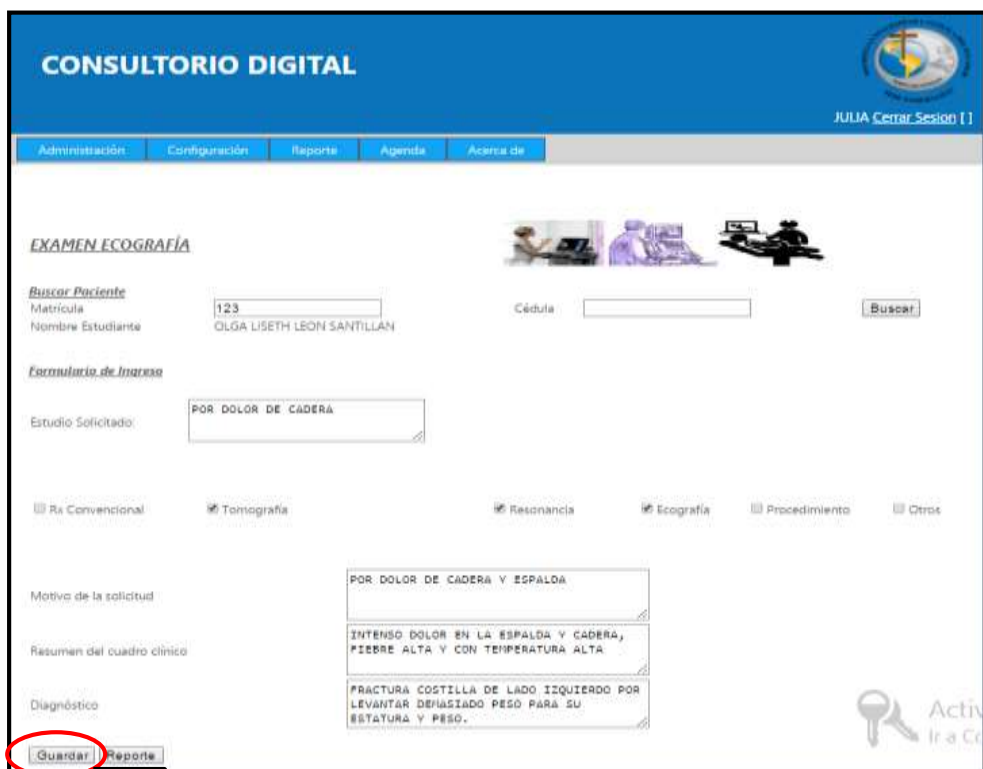 CONSULTORIO DIGITAL
JULIA Cerrar Sesion [ ]
Administración Configuración Reporte Agenda Acerca de
EXAMEN ECOGRAFÍA
Buscar Paciente
Matrícula 123 Cédula Buscar
Nombre Estudiante OLGA LISETH LEON SANTILLAN
Formulario de Ingreso
Estudio Solicitado: POR DOLOR DE CADERA
Rx Convencional Tomografía Resonancia Ecografía Procedimiento Otros
Motivo de la solicitud POR DOLOR DE CADERA Y ESPALDA
Resumen del cuadro clínico INTENSO DOLOR EN LA ESPALDA Y CADERA,
FIEBRE ALTA Y CON TEMPERATURA ALTA
Diagnóstico FRACTURA COSTILLA DE LADO IZQUIERDO POR
LEVANTAR DEMASIADO PESO PARA SU
ESTATURA Y PESO.
Activ
Ir a Co
Guardar Reporte